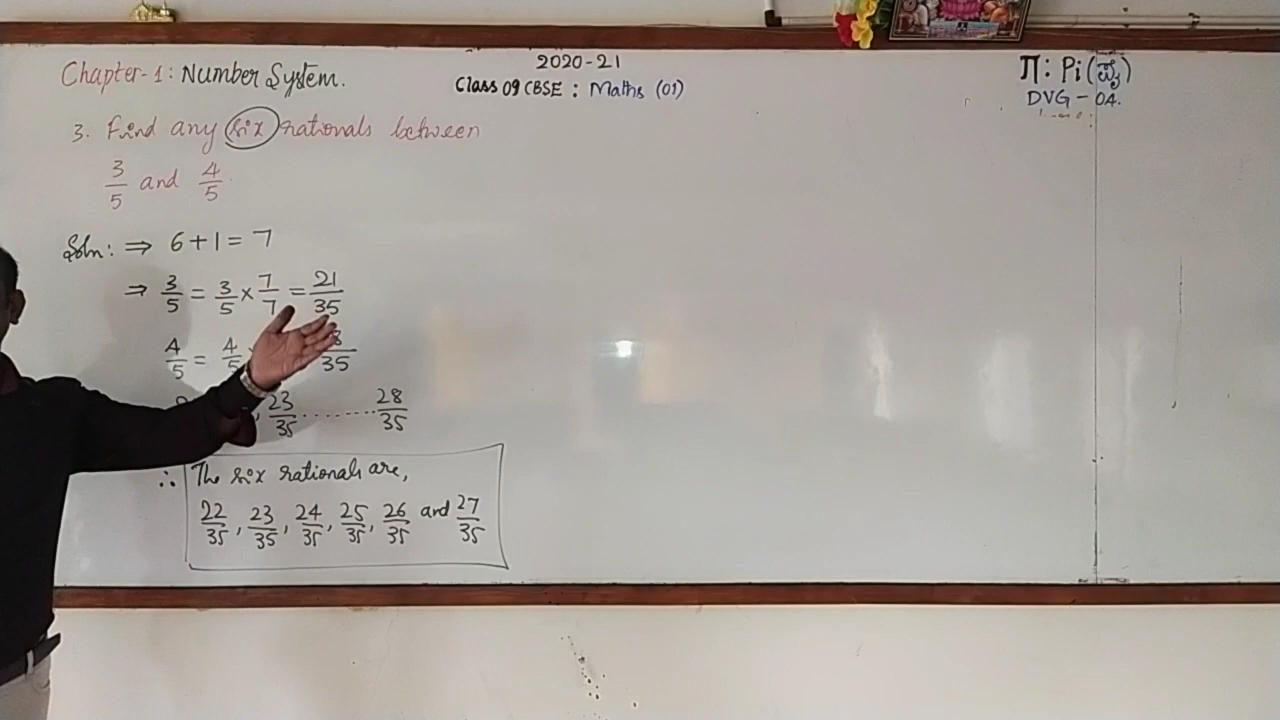 2020-21
Class 09 CBSE : Maths (01)
Π: Pi (ಪೈ)
DVG - 04.
Chapter-1: Number System.
3. Find any six rationals between
3/5 and 4/5.
Soln: ⇒ 6+1=7
⇒ 3/5 = 3/5 × 7/7 = 21/35
4/5 = 4/5 /35
23/35 ........ 28/35
∴ The six rationals are,
22/35, 23/35, 24/35, 25/35, 26/35 and 27/35